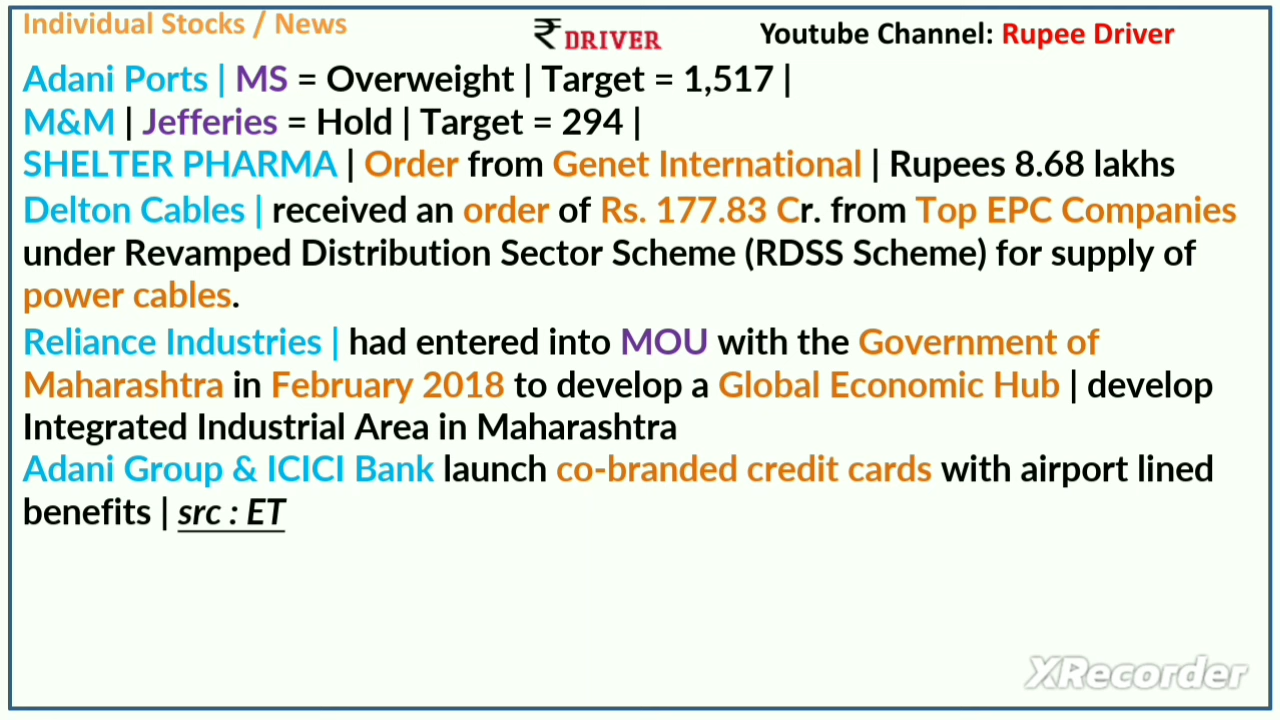 Individual Stocks / News
₹ DRIVER
Youtube Channel: Rupee Driver
Adani Ports | MS = Overweight | Target = 1,517 |
M&M | Jefferies = Hold | Target = 294 |
SHELTER PHARMA | Order from Genet International | Rupees 8.68 lakhs
Delton Cables | received an order of Rs. 177.83 Cr. from Top EPC Companies
under Revamped Distribution Sector Scheme (RDSS Scheme) for supply of
power cables.
Reliance Industries | had entered into MOU with the Government of
Maharashtra in February 2018 to develop a Global Economic Hub | develop
Integrated Industrial Area in Maharashtra
Adani Group & ICICI Bank launch co-branded credit cards with airport lined
benefits | src : ET
XRecorder